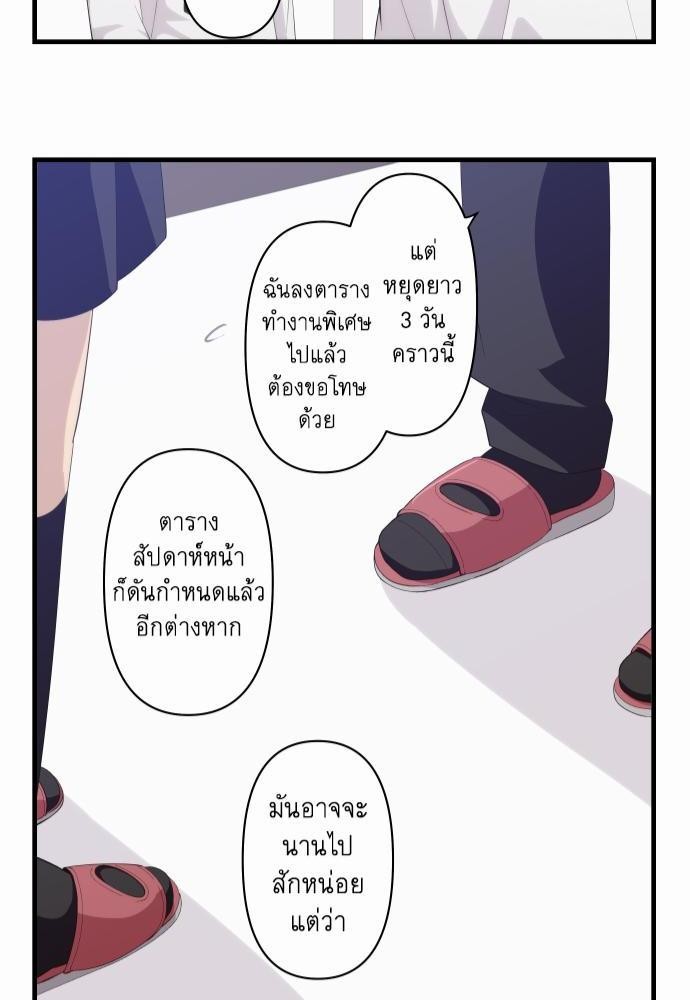 แต่
หยุดยาว
3 วัน
คราวนี้
ฉันลงตาราง
ทำงานพิเศษ
ไปแล้ว
ต้องขอโทษ
ด้วย
ตาราง
สัปดาห์หน้า
ก็ดันกำหนดแล้ว
อีกต่างหาก
มันอาจจะ
นานไป
สักหน่อย
แต่ว่า